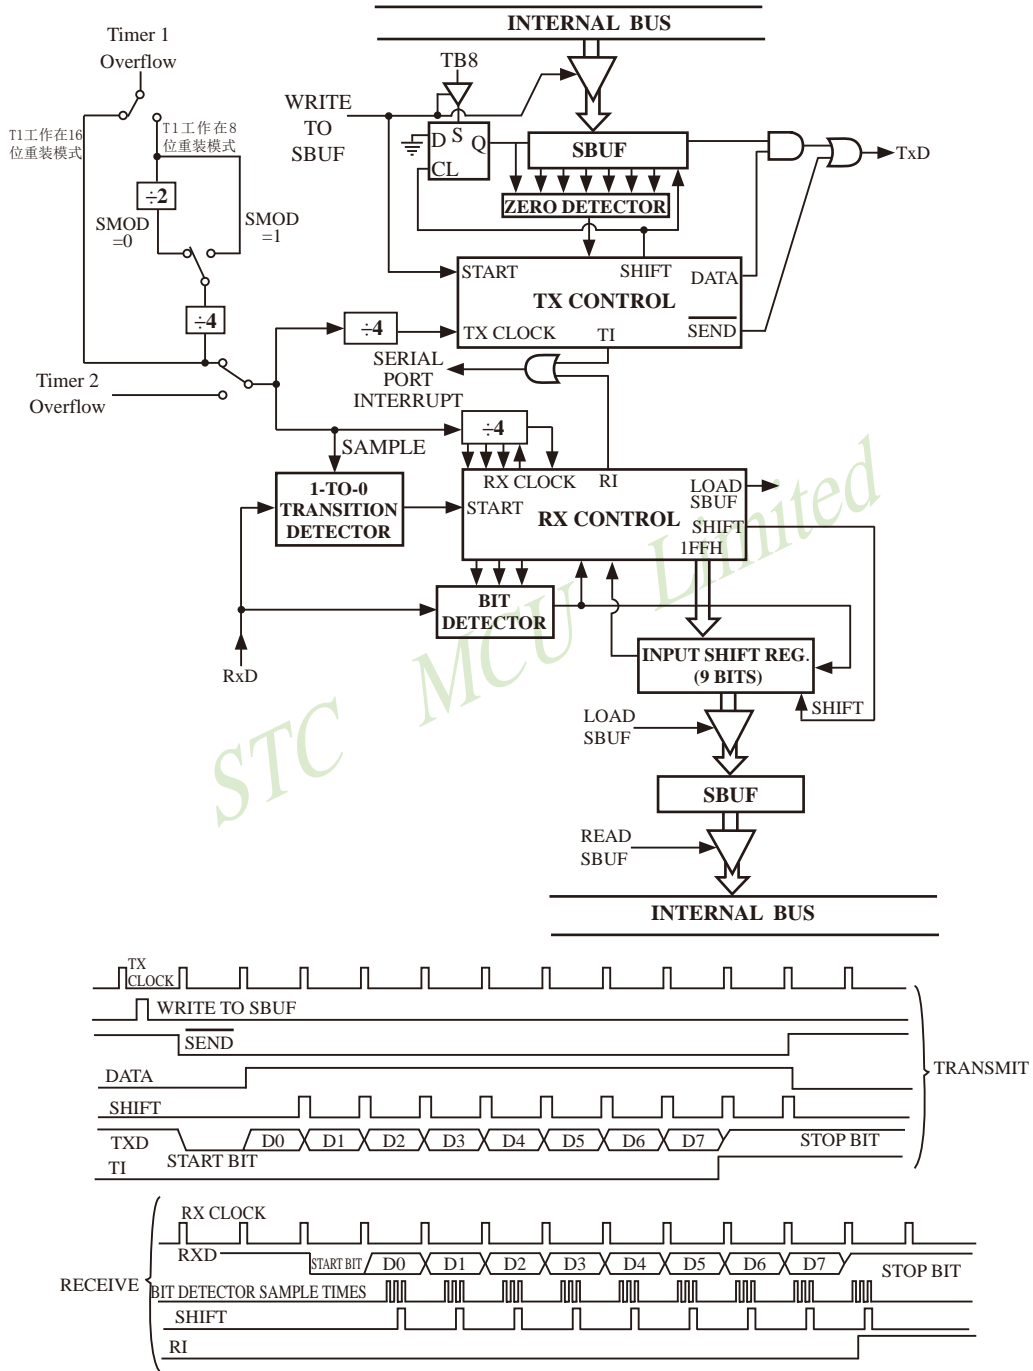 INTERNAL BUS
Timer 1
Overflow
TB8
WRITE
TO
SBUF
T1工作在16
位重装模式
T1工作在8
位重装模式
D S Q
CL
SBUF
TxD
÷2
ZERO DETECTOR
SMOD
=0
SMOD
=1
START
SHIFT
DATA
TX CONTROL
÷4
÷4
TX CLOCK
TI
SEND
SERIAL
PORT
INTERRUPT
Timer 2
Overflow
÷4
SAMPLE
RX CLOCK
RI
LOAD
SBUF
1-TO-0
TRANSITION
DETECTOR
START
RX CONTROL
SHIFT
1FFH
BIT
DETECTOR
RxD
INPUT SHIFT REG.
(9 BITS)
SHIFT
LOAD
SBUF
SBUF
READ
SBUF
INTERNAL BUS
STC MCU Limited
TX
CLOCK
WRITE TO SBUF
SEND
DATA
TRANSMIT
SHIFT
TXD
D0 D1 D2 D3 D4 D5 D6 D7
STOP BIT
START BIT
TI
RX CLOCK
RXD
START BIT
D0 D1 D2 D3 D4 D5 D6 D7
STOP BIT
RECEIVE
BIT DETECTOR SAMPLE TIMES
SHIFT
RI